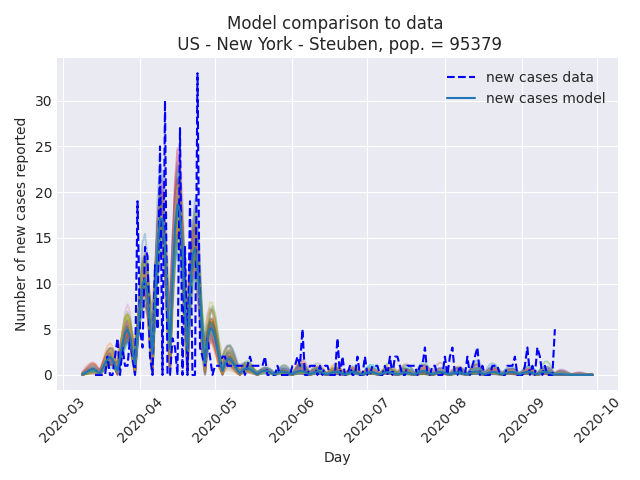 Model comparison to data
US - New York - Steuben, pop. = 95379
new cases data
new cases model
Number of new cases reported
30
25
20
15
10
5
0
2020-03
2020-04
2020-05
2020-06
2020-07
2020-08
2020-09
2020-10
Day